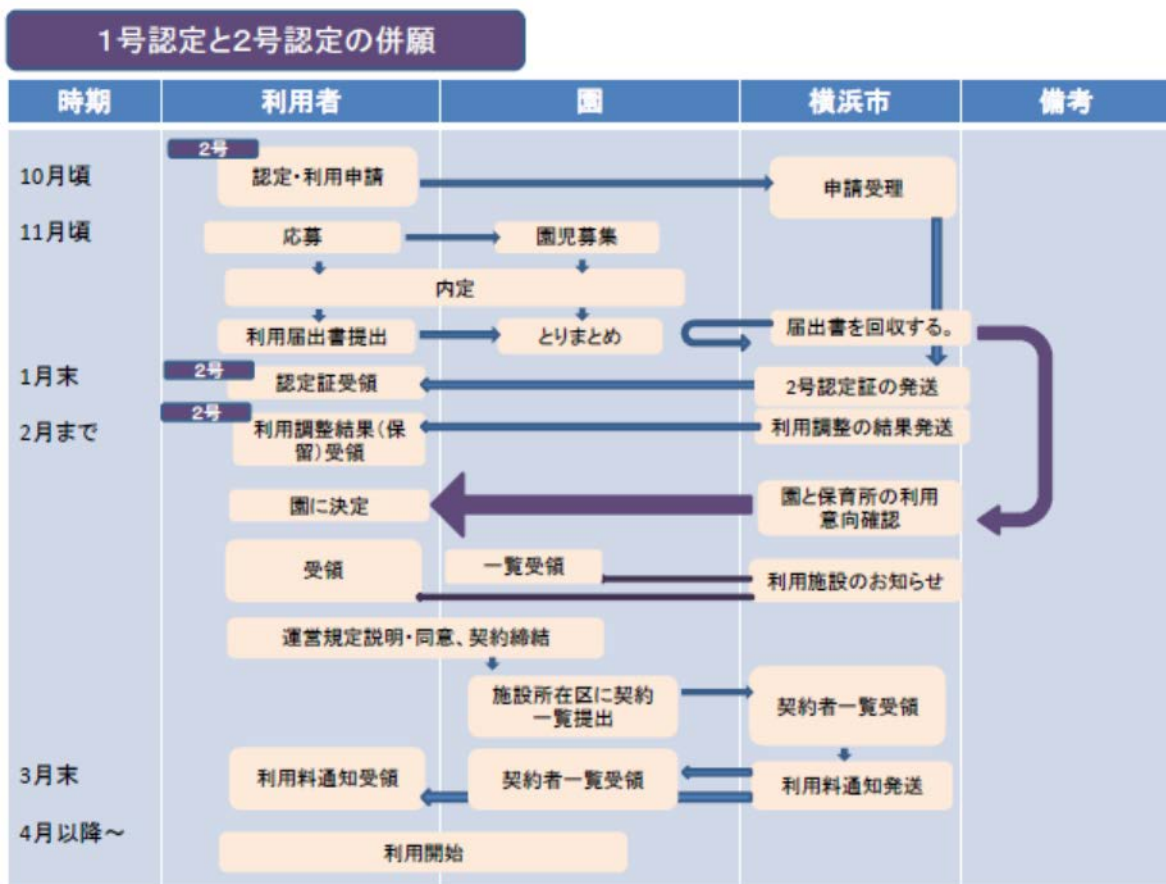 1号認定と2号認定の併願
時期 利用者 園 横浜市 備考
10月頃
2号
認定・利用申請
申請受理
11月頃
応募
園児募集
内定
利用届出書提出
とりまとめ
届出書を回収する。
1月末
2号
認定証受領
2号認定証の発送
2月まで
2号
利用調整結果(保
留)受領
利用調整の結果発送
園に決定
園と保育所の利用
意向確認
受領
一覧受領
利用施設のお知らせ
運営規定説明・同意、契約締結
施設所在区に契約
一覧提出
契約者一覧受領
3月末
利用料通知受領
契約者一覧受領
利用料通知発送
4月以降～
利用開始